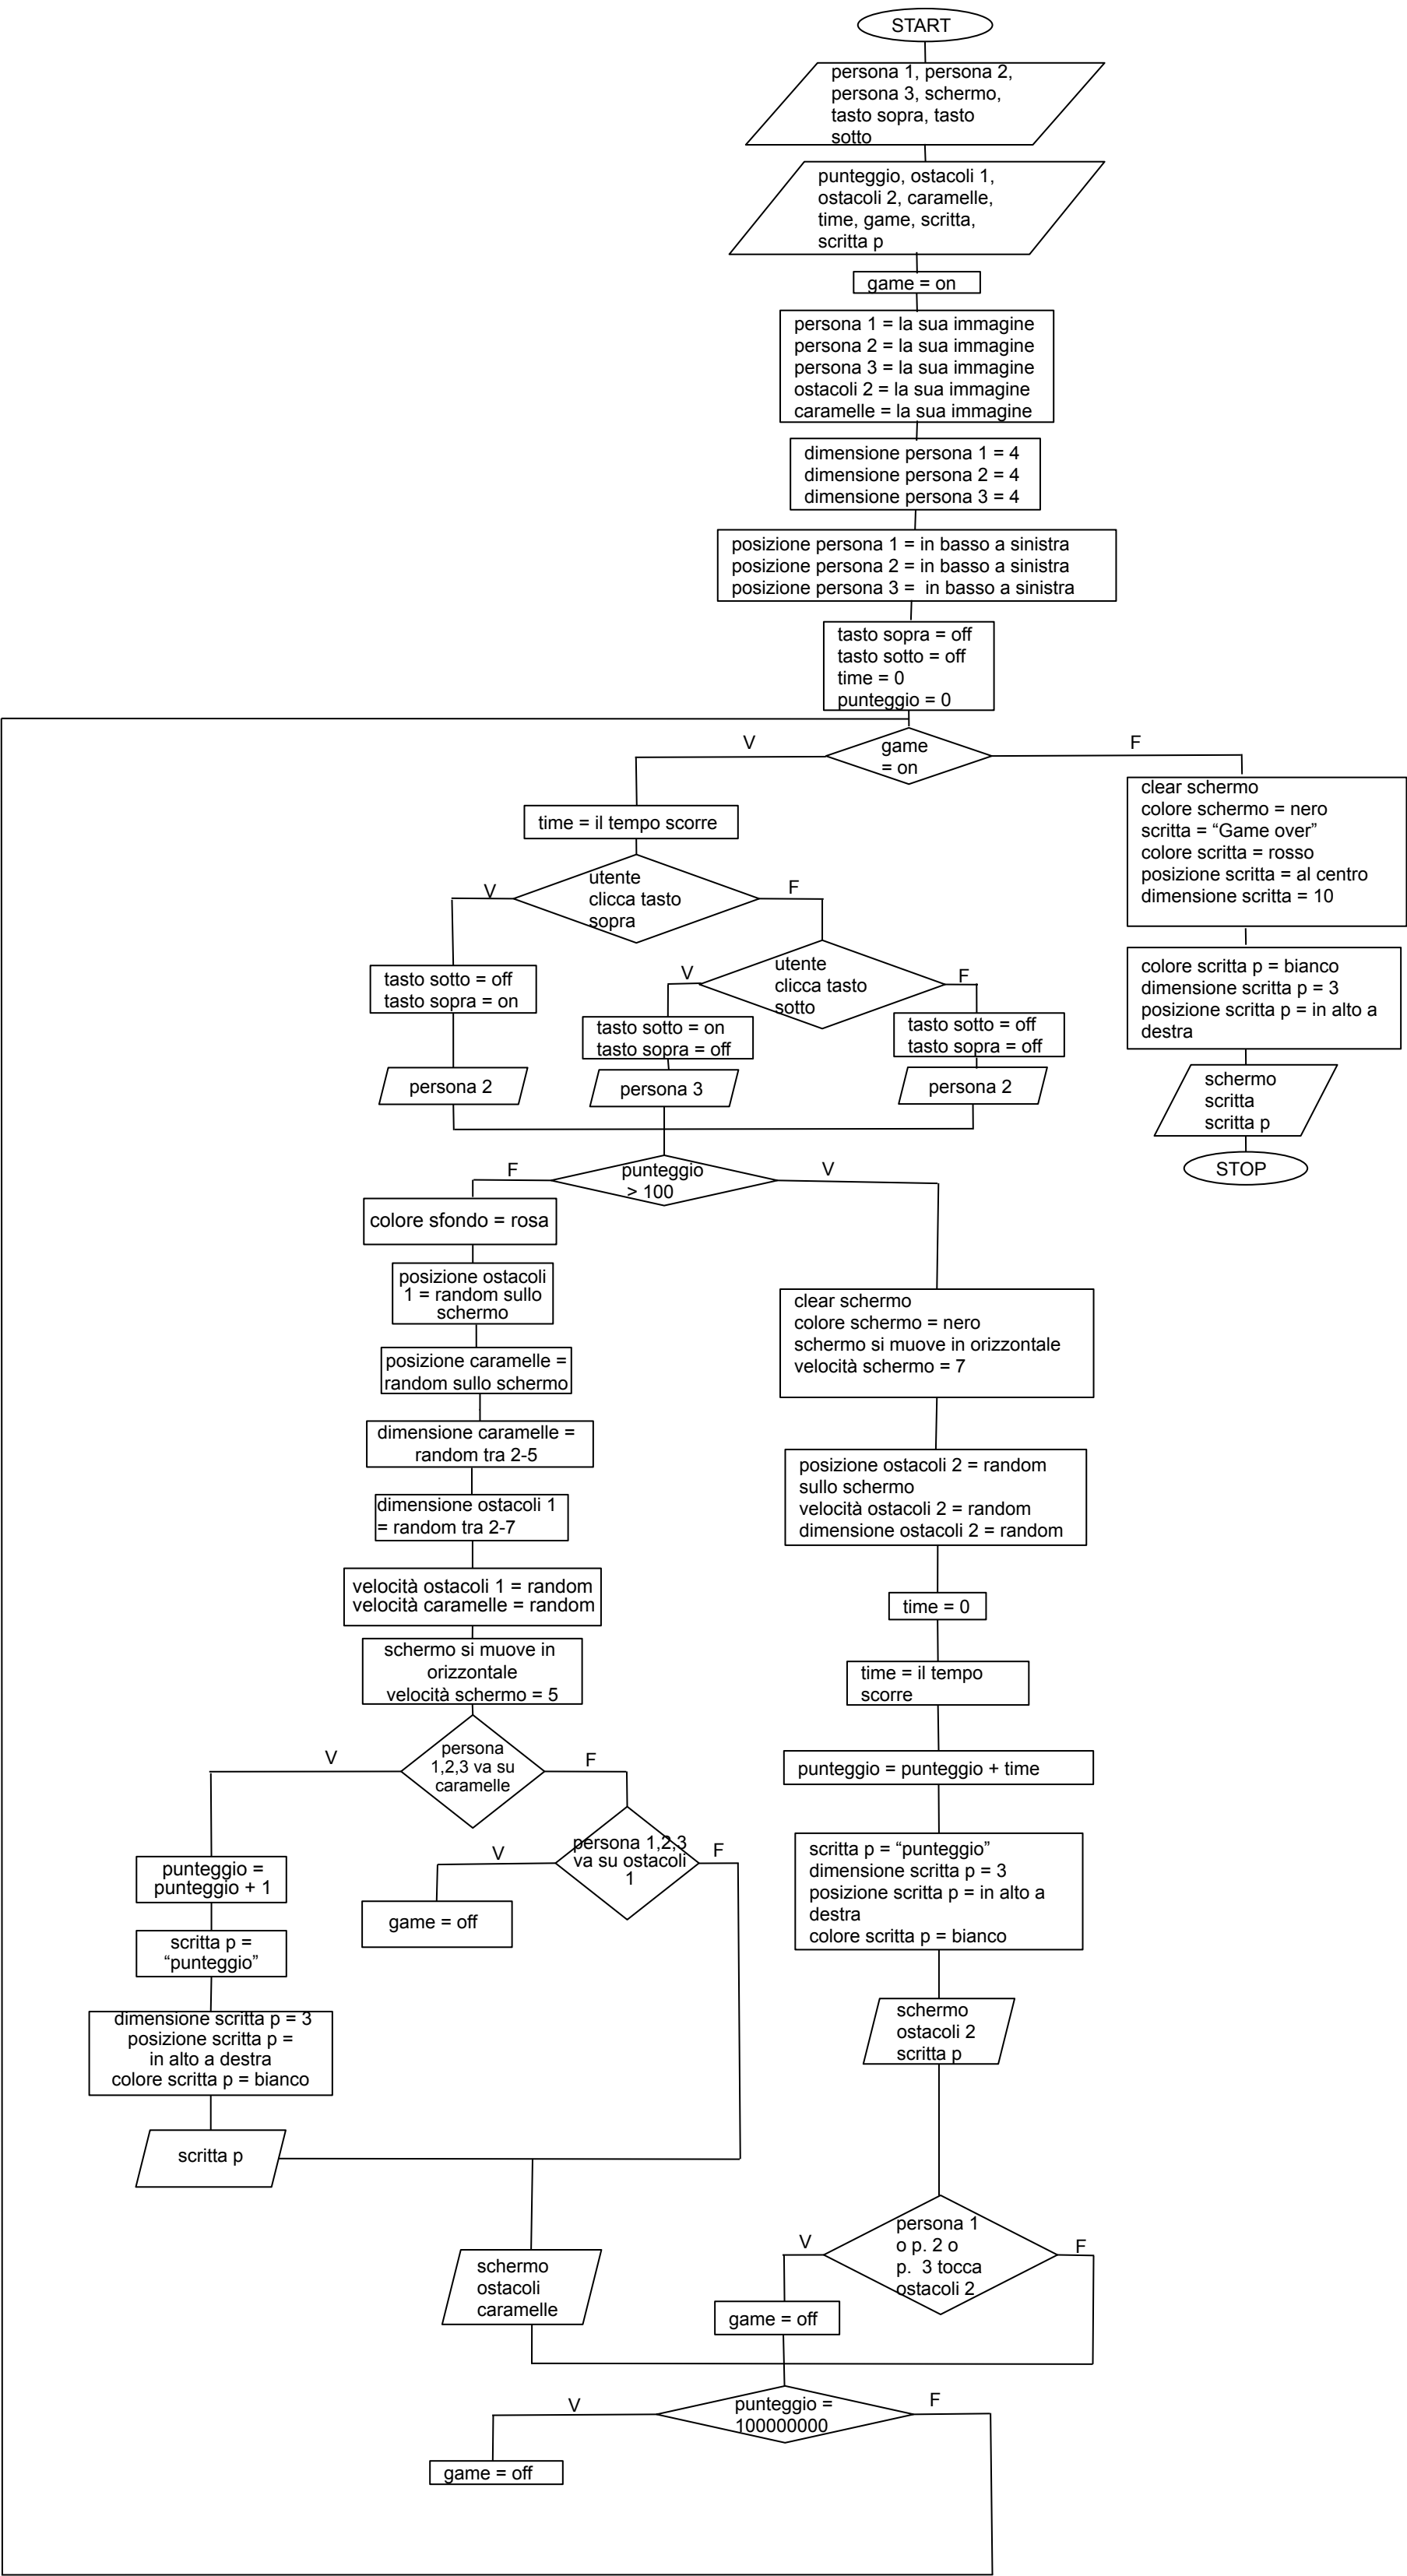 START
persona 1, persona 2,
persona 3, schermo,
tasto sopra, tasto
sotto
punteggio, ostacoli 1,
ostacoli 2, caramelle,
time, game, scritta,
scritta p
game = on
persona 1 = la sua immagine
persona 2 = la sua immagine
persona 3 = la sua immagine
ostacoli 2 = la sua immagine
caramelle = la sua immagine
dimensione persona 1 = 4
dimensione persona 2 = 4
dimensione persona 3 = 4
posizione persona 1 = in basso a sinistra
posizione persona 2 = in basso a sinistra
posizione persona 3 =  in basso a sinistra
tasto sopra = off
tasto sotto = off
time = 0
punteggio = 0
game
= on
V
F
clear schermo
colore schermo = nero
scritta = “Game over”
colore scritta = rosso
posizione scritta = al centro
dimensione scritta = 10
colore scritta p = bianco
dimensione scritta p = 3
posizione scritta p = in alto a
destra
schermo
scritta
scritta p
STOP
time = il tempo scorre
utente
clicca tasto
sopra
V
F
tasto sotto = off
tasto sopra = on
persona 2
utente
clicca tasto
sotto
V
F
tasto sotto = on
tasto sopra = off
persona 3
tasto sotto = off
tasto sopra = off
persona 2
punteggio
> 100
F
V
colore sfondo = rosa
posizione ostacoli
1 = random sullo
schermo
posizione caramelle =
random sullo schermo
dimensione caramelle =
random tra 2-5
dimensione ostacoli 1
= random tra 2-7
velocità ostacoli 1 = random
velocità caramelle = random
schermo si muove in
orizzontale
velocità schermo = 5
persona
1,2,3 va su
caramelle
V
F
punteggio =
punteggio + 1
scritta p =
“punteggio”
dimensione scritta p = 3
posizione scritta p =
in alto a destra
colore scritta p = bianco
scritta p
persona 1,2,3
va su ostacoli
1
V
F
game = off
schermo
ostacoli
caramelle
clear schermo
colore schermo = nero
schermo si muove in orizzontale
velocità schermo = 7
posizione ostacoli 2 = random
sullo schermo
velocità ostacoli 2 = random
dimensione ostacoli 2 = random
time = 0
time = il tempo
scorre
punteggio = punteggio + time
scritta p = “punteggio”
dimensione scritta p = 3
posizione scritta p = in alto a
destra
colore scritta p = bianco
schermo
ostacoli 2
scritta p
persona 1
o p. 2 o
p.  3 tocca
ostacoli 2
V
F
game = off
punteggio =
100000000
V
F
game = off